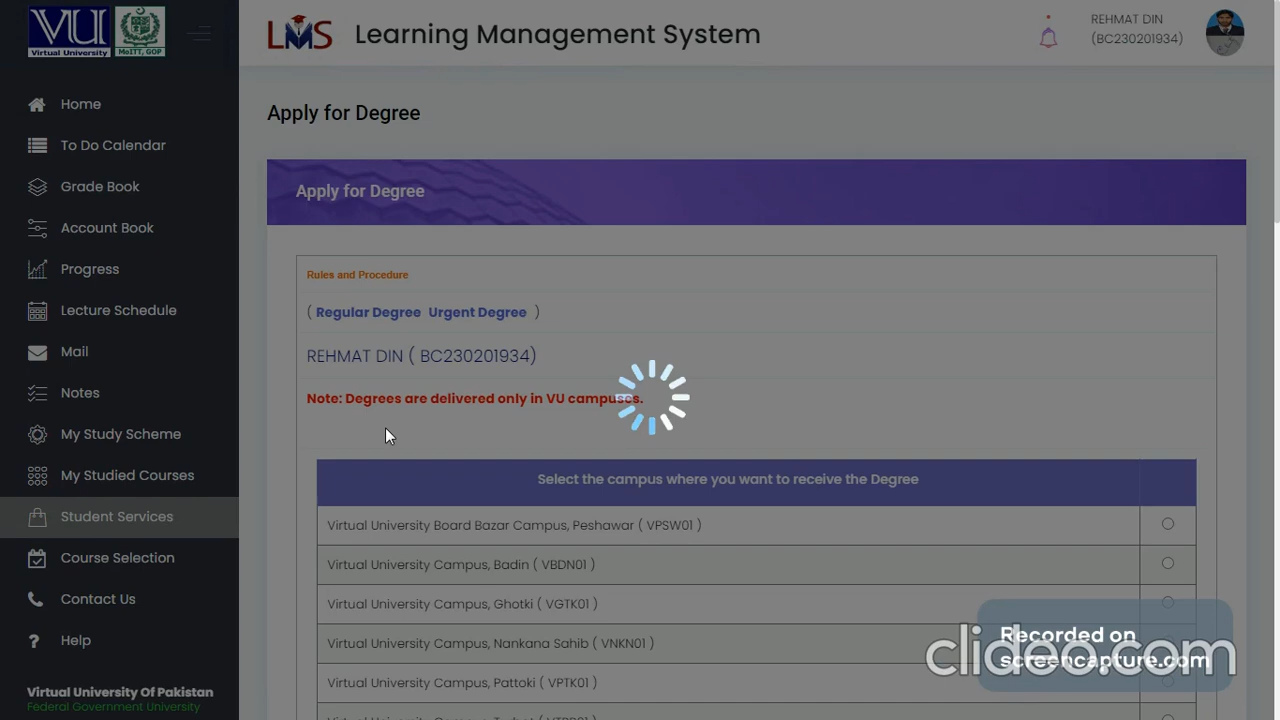 VU
Virtual University
MoITT, GOP
LMS
Learning Management System
REHMAT DIN
(BC230201934)
Home
To Do Calendar
Grade Book
Account Book
Progress
Lecture Schedule
Mail
Notes
My Study Scheme
My Studied Courses
Student Services
Course Selection
Contact Us
? Help
Virtual University Of Pakistan
Federal Government University
Apply for Degree
Apply for Degree
Rules and Procedure
( Regular Degree Urgent Degree )
REHMAT DIN ( BC230201934)
Note: Degrees are delivered only in VU campuses.
Select the campus where you want to receive the Degree
Virtual University Board Bazar Campus, Peshawar ( VPSW01 )
Virtual University Campus, Badin ( VBDN01 )
Virtual University Campus, Ghotki ( VGTK01 )
Virtual University Campus, Nankana Sahib ( VNKN01 )
Virtual University Campus, Pattoki ( VPTK01 )
Recorded on
screencapture.com
clideo.com